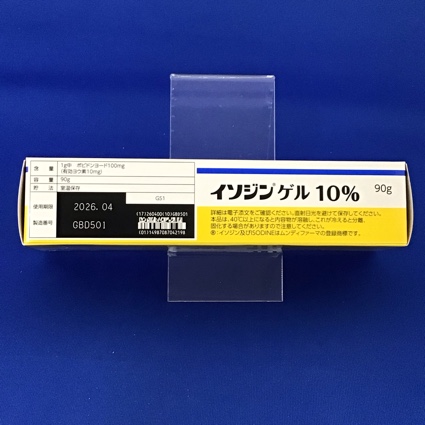 含 量 1g中 ポビドンヨード100mg
(有効ヨウ素10mg)
容 量 90g
貯 法 室温保存
GS1
使用期限 2026.04
製造番号 GBD501
(17)260400(10)GBD501
(01)14987087042198
イソジンゲル 10% 90g
詳細は電子添文をご確認ください。直射日光を避けて保存してください。
本品は、40℃以上になると内容物が溶融し、これが冷えると分離、
固化する場合がありますので注意してください。
®:イソジン及びISODINEはムンディファーマの登録商標です。